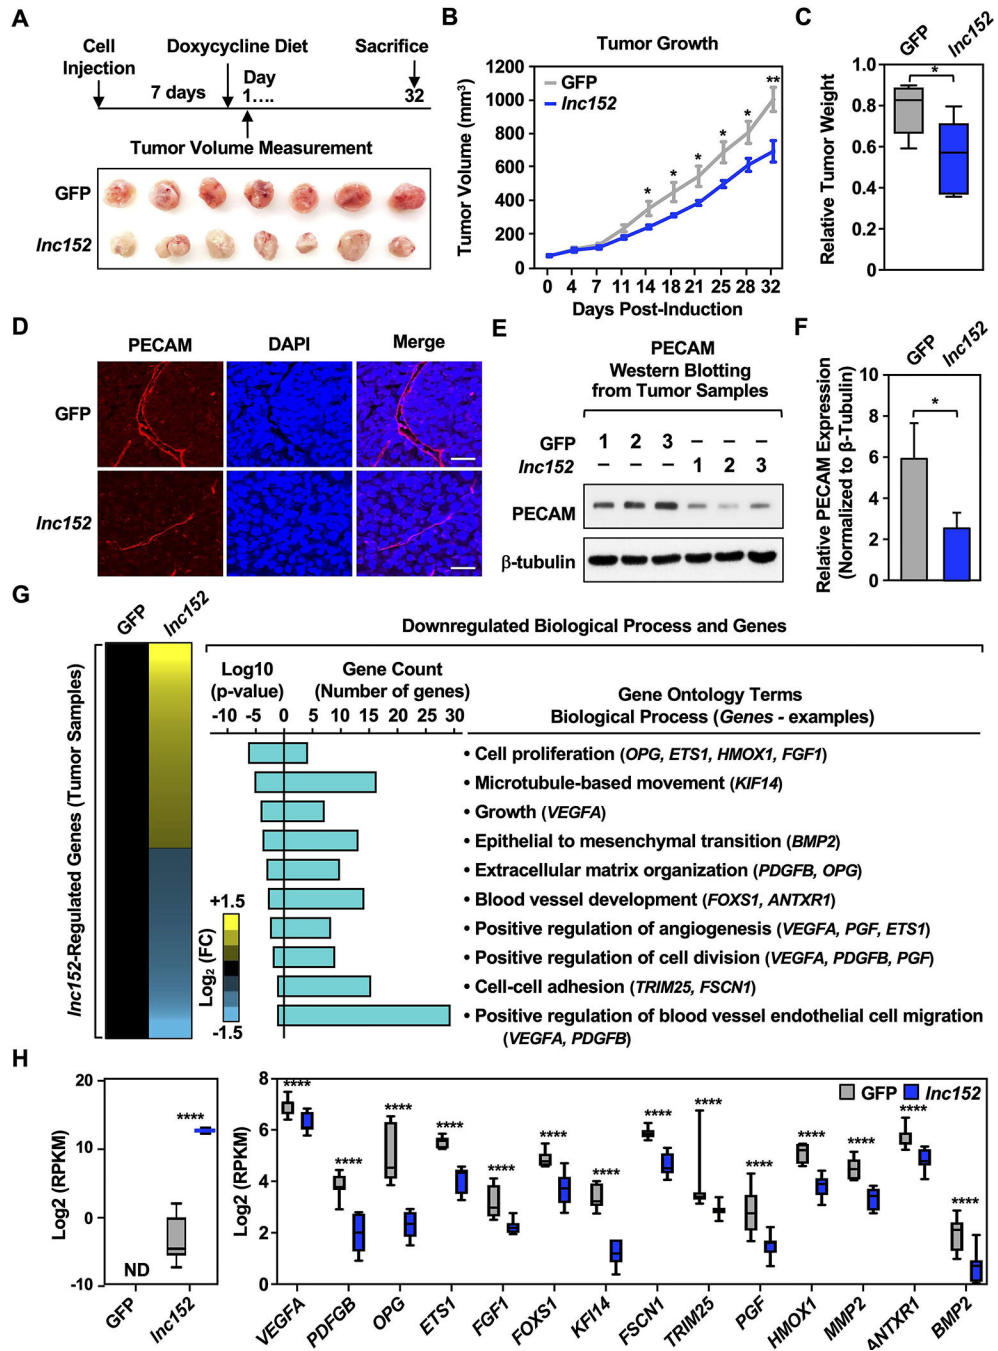 A
Cell
Injection
Doxycycline Diet
Sacrifice
7 days
Day
1....
32
Tumor Volume Measurement
GFP
lnc152
B
Tumor Growth
GFP
lnc152
Tumor Volume (mm3)
1200
1000
800
600
400
200
0
* * * * * **
0 4 7 11 14 18 21 25 28 32
Days Post-Induction
C
GFP
lnc152
*
Relative Tumor Weight
1.0
0.8
0.6
0.4
0.2
0
D
PECAM DAPI Merge
GFP
lnc152
E
PECAM
Western Blotting
from Tumor Samples
GFP 1 2 3 – – –
lnc152 – – – 1 2 3
PECAM
β-tubulin
F
GFP
lnc152
*
Relative PECAM Expression
(Normalized to β-Tubulin)
10
8
6
4
2
0
G
GFP
lnc152
lnc152-Regulated Genes (Tumor Samples)
+1.5
Log2 (FC)
-1.5
Downregulated Biological Process and Genes
Log10
(p-value)
Gene Count
(Number of genes)
-10 -5 0 5 10 15 20 25 30
Gene Ontology Terms
Biological Process (Genes - examples)
• Cell proliferation (OPG, ETS1, HMOX1, FGF1)
• Microtubule-based movement (KIF14)
• Growth (VEGFA)
• Epithelial to mesenchymal transition (BMP2)
• Extracellular matrix organization (PDGFB, OPG)
• Blood vessel development (FOXS1, ANTXR1)
• Positive regulation of angiogenesis (VEGFA, PGF, ETS1)
• Positive regulation of cell division (VEGFA, PDGFB, PGF)
• Cell-cell adhesion (TRIM25, FSCN1)
• Positive regulation of blood vessel endothelial cell migration
(VEGFA, PDGFB)
H
Log2 (RPKM)
20
10
0
-10
****
ND
GFP
lnc152
Log2 (RPKM)
8
6
4
2
0
GFP lnc152
**** **** **** **** **** **** **** **** **** **** **** **** **** ****
VEGFA
PDFGB
OPG
ETS1
FGF1
FOXS1
KFI14
FSCN1
TRIM25
PGF
HMOX1
MMP2
ANTXR1
BMP2